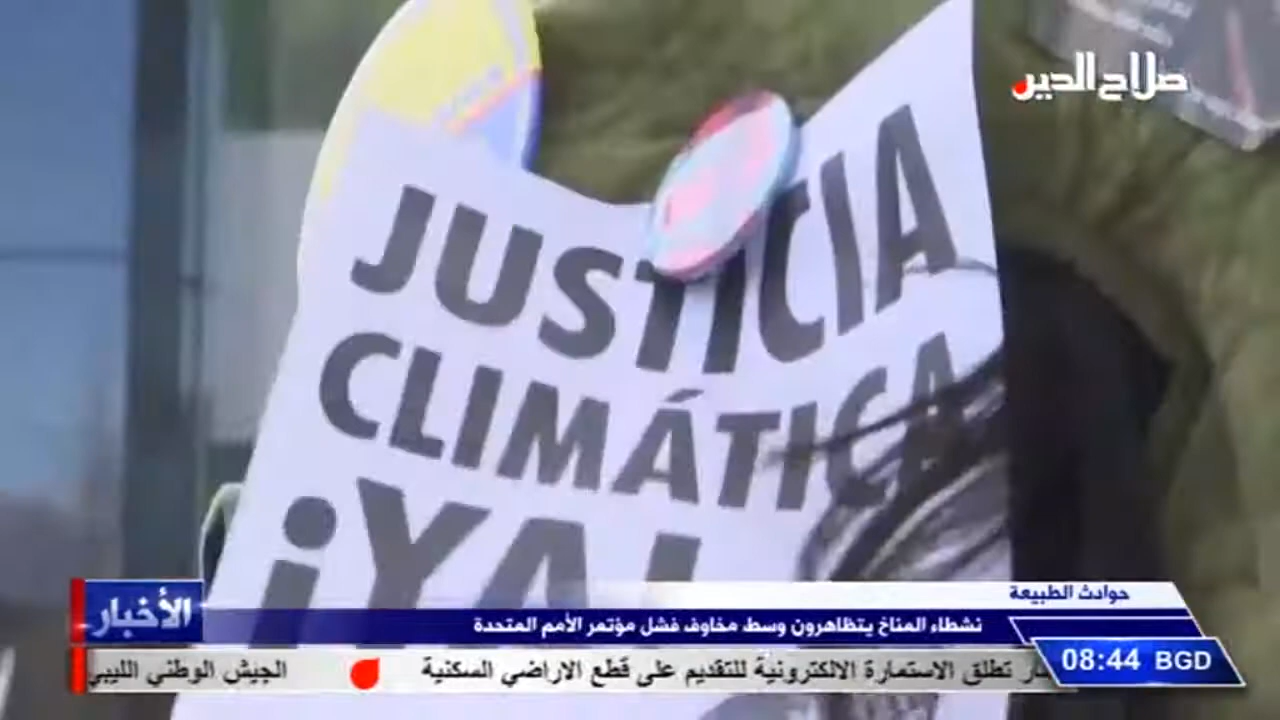 صلاح الدين
JUSTICIA
CLIMÁTICA
¡YA!
حوادث الطبيعة
الأخبار
نشطاء المناخ يتظاهرون وسط مخاوف فشل مؤتمر الأمم المتحدة
08:44 BGD
تطلق الاستمارة الالكترونية للتقديم على قطع الاراضي السكنية
الجيش الوطني الليبي